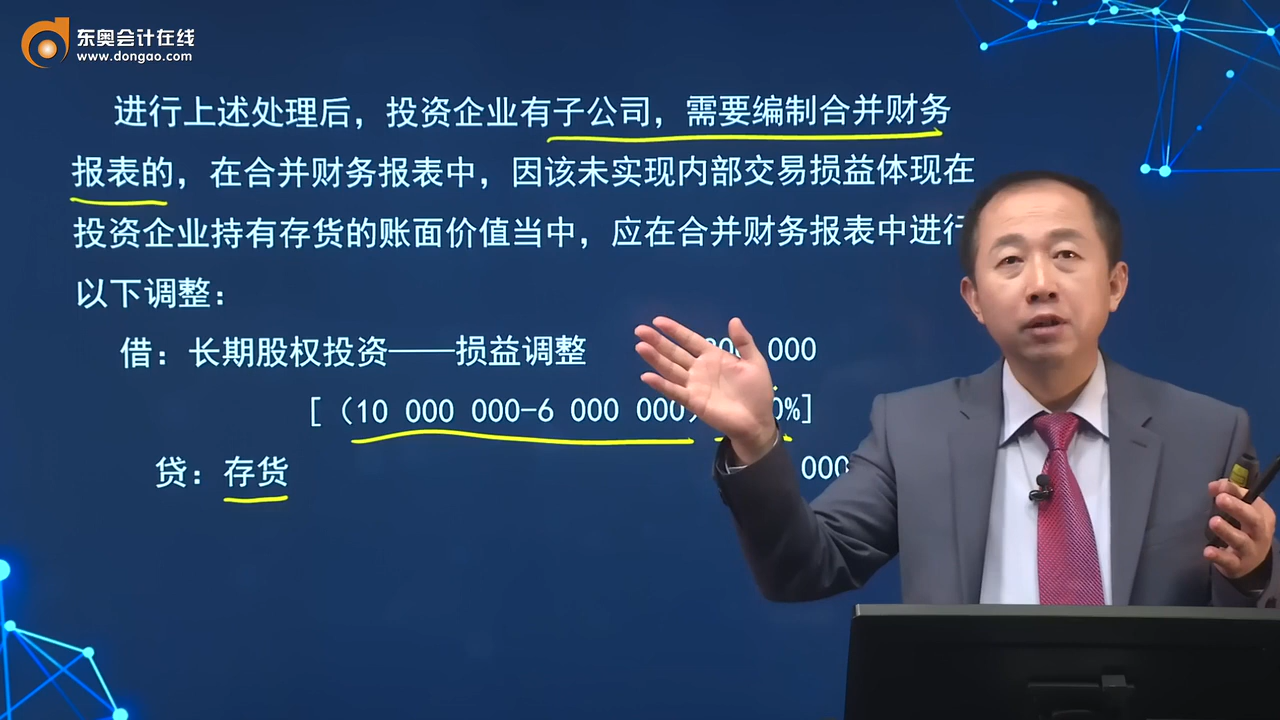 东奥会计在线
www.dongao.com
进行上述处理后，投资企业有子公司，需要编制合并财务
报表的，在合并财务报表中，因该未实现内部交易损益体现在
投资企业持有存货的账面价值当中，应在合并财务报表中进行
以下调整：
借：长期股权投资——损益调整 000
[（10 000 000-6 000 000） %]
贷：存货 000